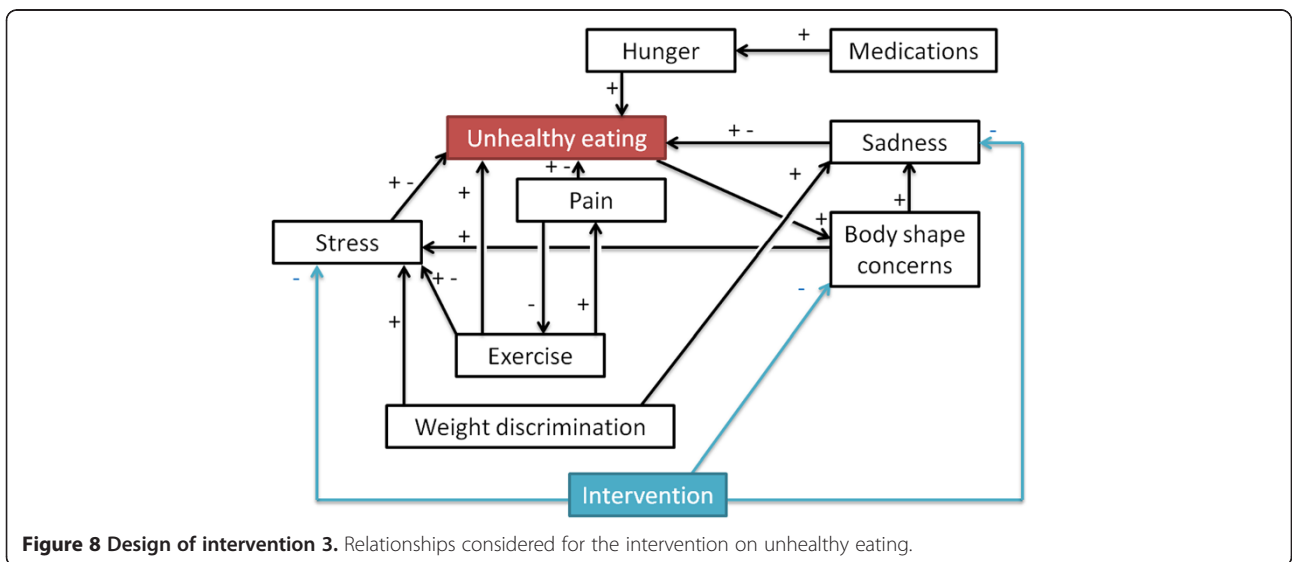 +
Hunger
Medications
+
Unhealthy eating
+ -
Sadness
-
+ -
+
+ -
+
Pain
+
+
Stress
+
Body shape
concerns
-
+ -
-
+
-
+
Exercise
Weight discrimination
Intervention
Figure 8 Design of intervention 3. Relationships considered for the intervention on unhealthy eating.